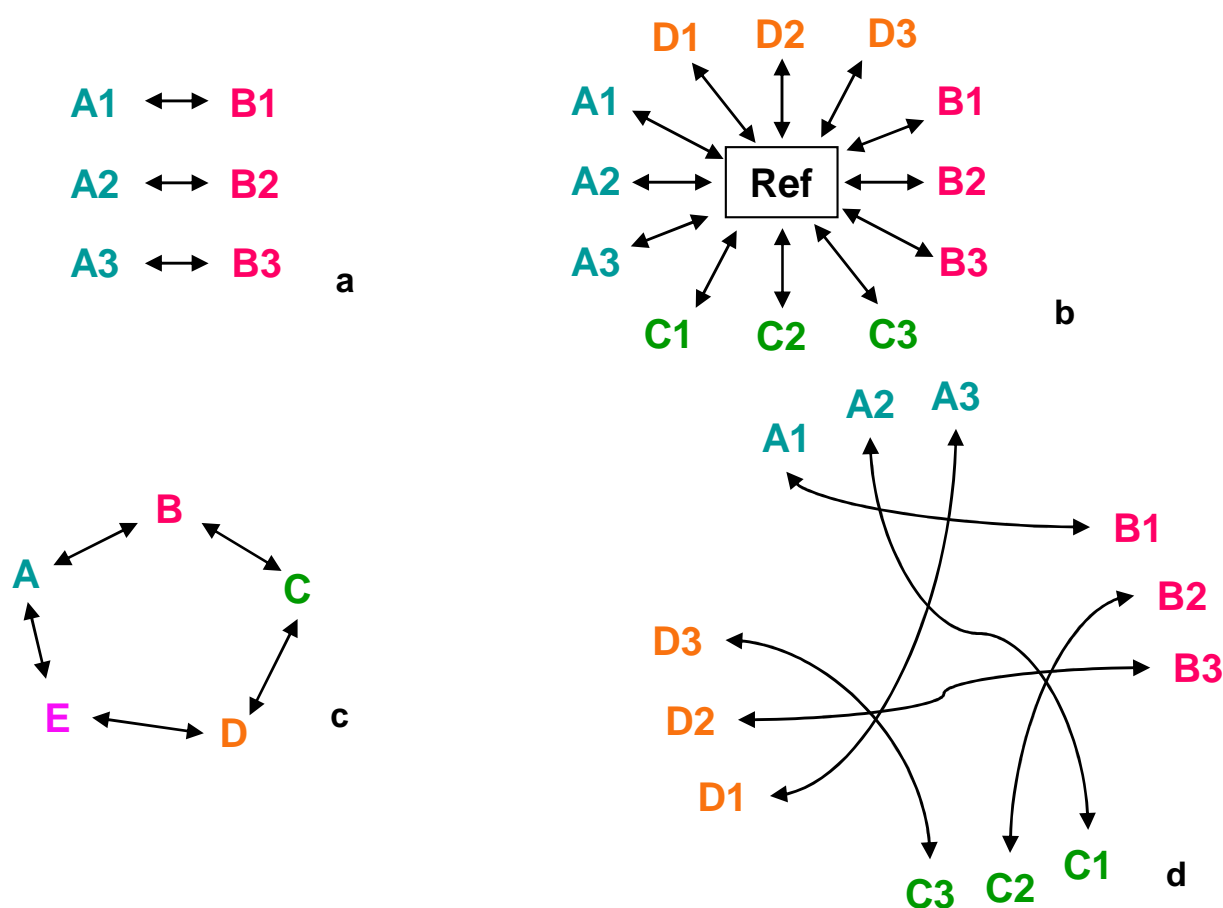 A1 B1
A2 B2
A3 B3
a
D1 D2 D3
A1 B1
A2 Ref B2
A3 B3
C1 C2 C3
b
B
A C
E D
c
A1 A2 A3
B1
B2
D3 B3
D2
D1
C3 C2 C1
d